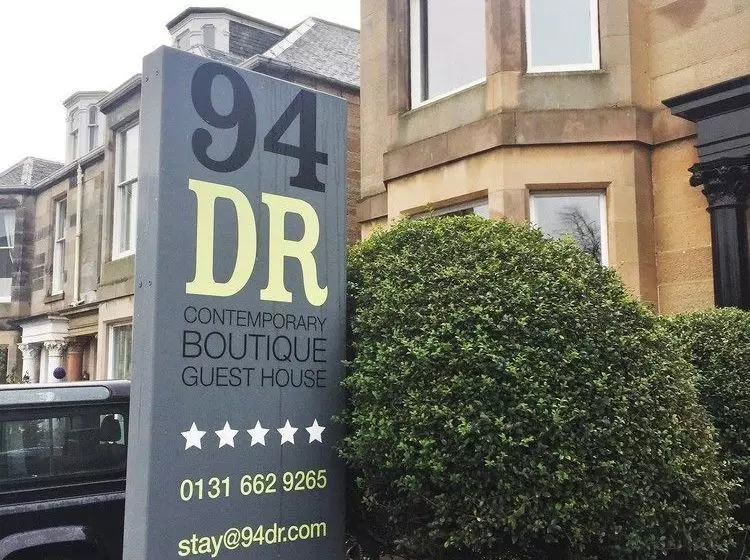 94
DR
CONTEMPORARY
BOUTIQUE
GUEST HOUSE
0131 662 9265
stay@94dr.com